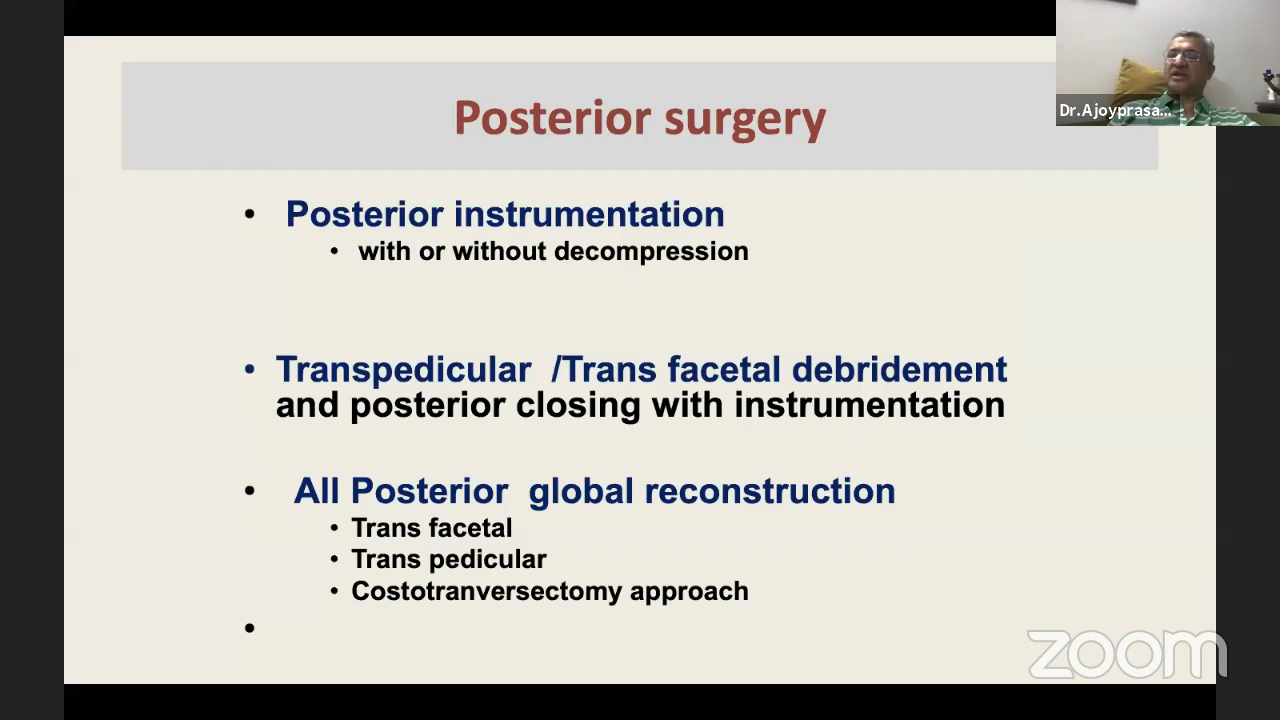 Posterior surgery
Dr.Ajoyprasa...
• Posterior instrumentation
• with or without decompression
• Transpedicular /Trans facetal debridement
and posterior closing with instrumentation
• All Posterior global reconstruction
• Trans facetal
• Trans pedicular
• Costotranversectomy approach
•
zoom